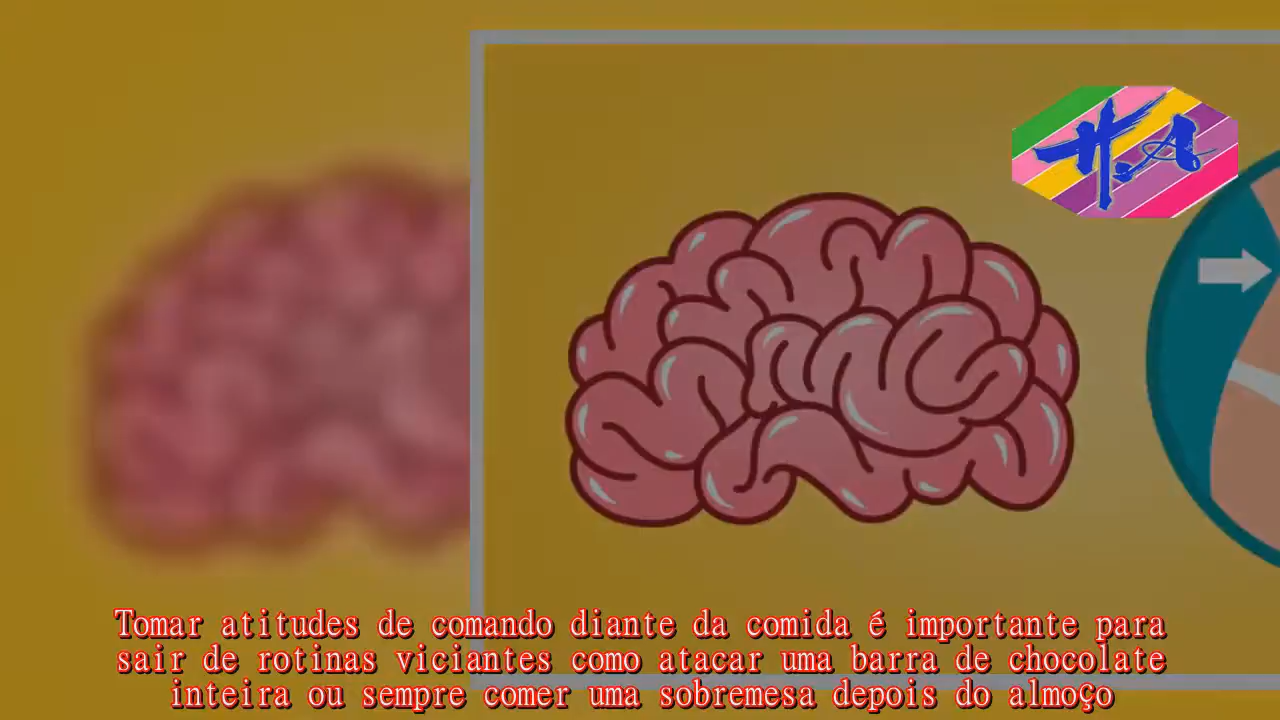 H.A
Tomar atitudes de comando diante da comida é importante para
sair de rotinas viciantes como atacar uma barra de chocolate
inteira ou sempre comer uma sobremesa depois do almoço